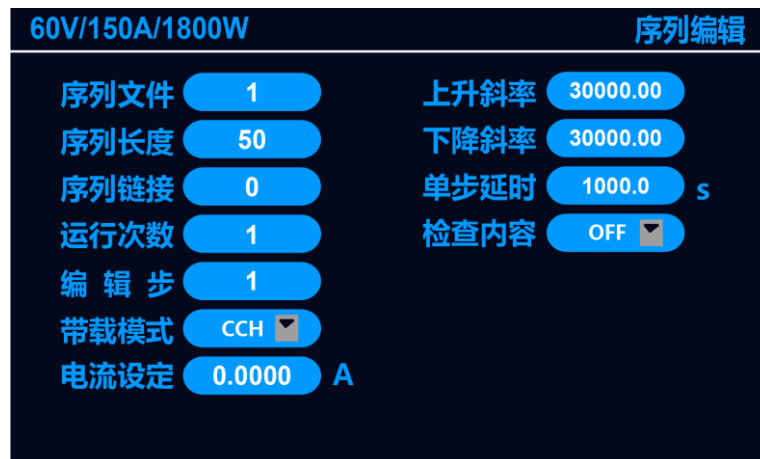 60V/150A/1800W 序列编辑
序列文件 1
序列长度 50
序列链接 0
运行次数 1
编 辑 步 1
带载模式 CCH
电流设定 0.0000 A
上升斜率 30000.00
下降斜率 30000.00
单步延时 1000.0 s
检查内容 OFF